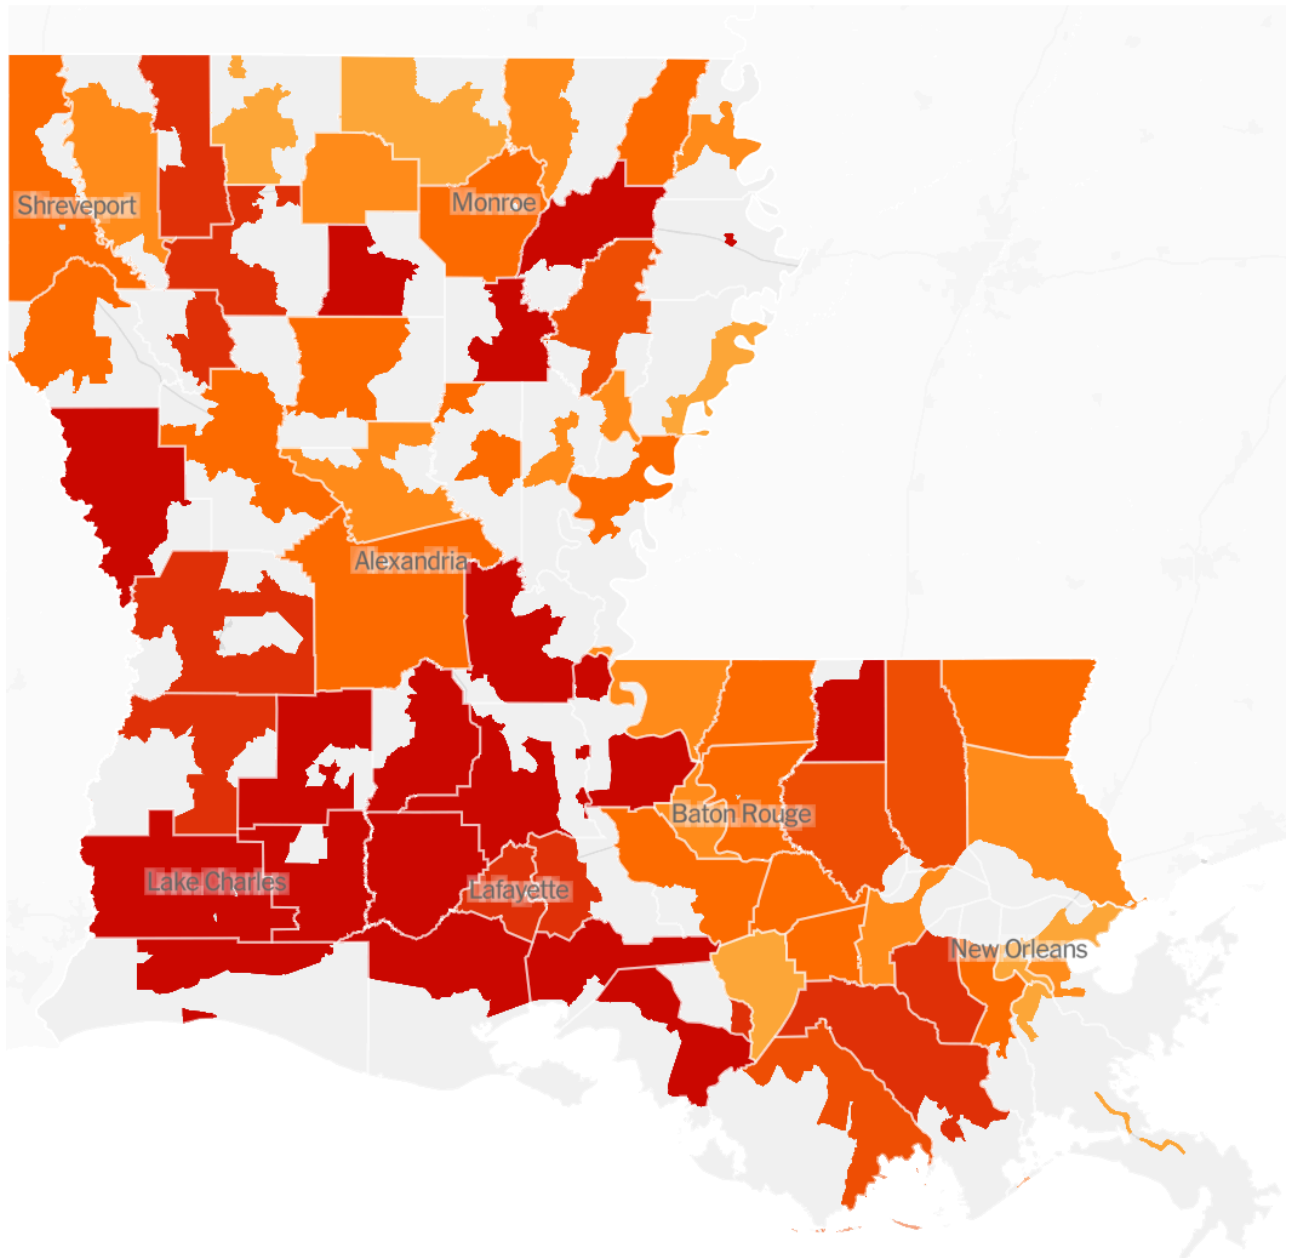 Shreveport
Monroe
Alexandria
Baton Rouge
Lake Charles
Lafayette
New Orleans